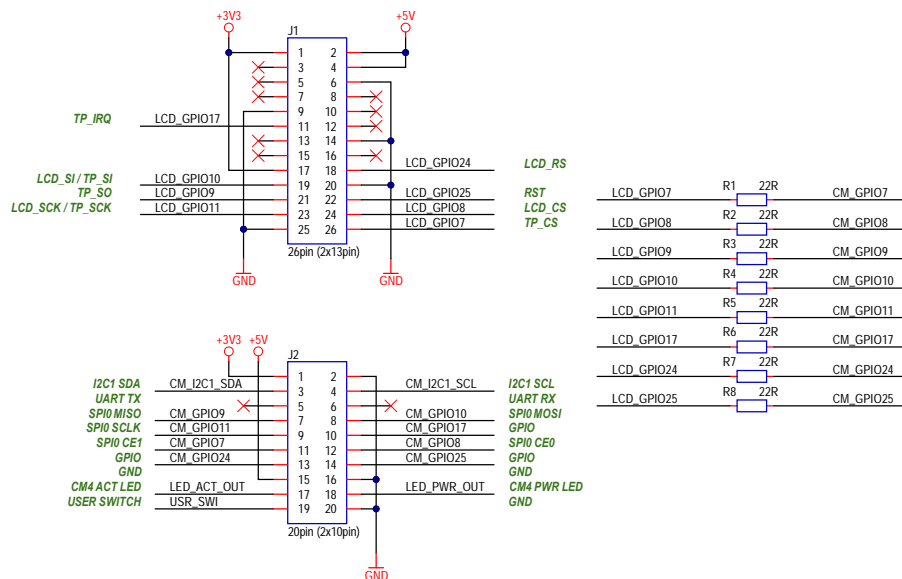 +3V3 +5V
J1
1 2
3 4
5 6
7 8
9 10
TP_IRQ LCD_GPIO17 11 12
13 14
15 16
17 18 LCD_GPIO24 LCD_RS
LCD_SI / TP_SI LCD_GPIO10 19 20
TP_SO LCD_GPIO9 21 22 LCD_GPIO25 RST
LCD_SCK / TP_SCK LCD_GPIO11 23 24 LCD_GPIO8 LCD_CS
25 26 LCD_GPIO7 TP_CS
26pin (2x13pin)
GND GND
R1 22R
LCD_GPIO7 CM_GPIO7
R2 22R
LCD_GPIO8 CM_GPIO8
R3 22R
LCD_GPIO9 CM_GPIO9
R4 22R
LCD_GPIO10 CM_GPIO10
R5 22R
LCD_GPIO11 CM_GPIO11
R6 22R
LCD_GPIO17 CM_GPIO17
R7 22R
LCD_GPIO24 CM_GPIO24
R8 22R
LCD_GPIO25 CM_GPIO25
+3V3 +5V
J2
1 2
I2C1 SDA CM_I2C1_SDA 3 4 CM_I2C1_SCL I2C1 SCL
UART TX 5 6 UART RX
SPI0 MISO CM_GPIO9 7 8 CM_GPIO10 SPI0 MOSI
SPI0 SCLK CM_GPIO11 9 10 CM_GPIO17 GPIO
SPI0 CE1 CM_GPIO7 11 12 CM_GPIO8 SPI0 CE0
GPIO CM_GPIO24 13 14 CM_GPIO25 GPIO
GND 15 16 GND
CM4 ACT LED LED_ACT_OUT 17 18 LED_PWR_OUT CM4 PWR LED
USER SWITCH USR_SWI 19 20 GND
20pin (2x10pin)
GND